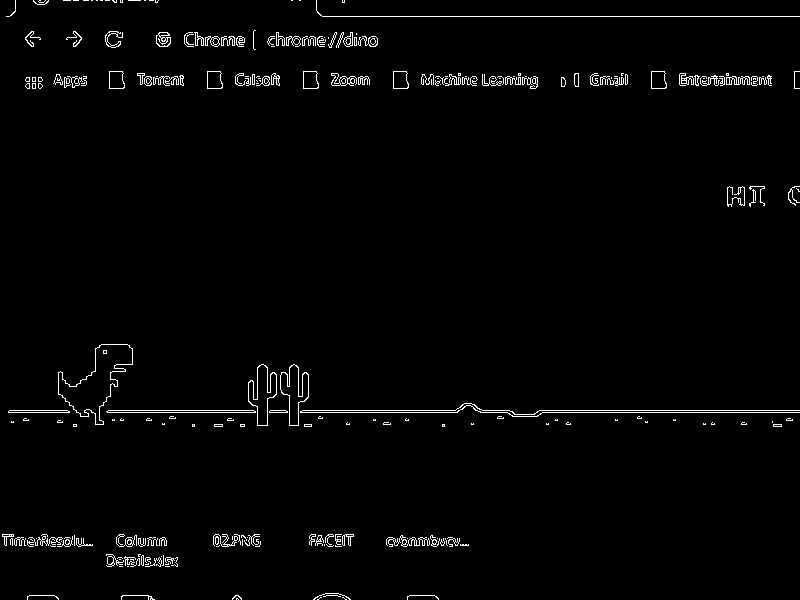 Chrome | chrome://dino
Apps Torrent Calsoft Zoom Machine Learning Gmail Entertainment
HI
TimerResolu... Column Details.xlsx 02.PNG FACEIT cvbnmbvcv...